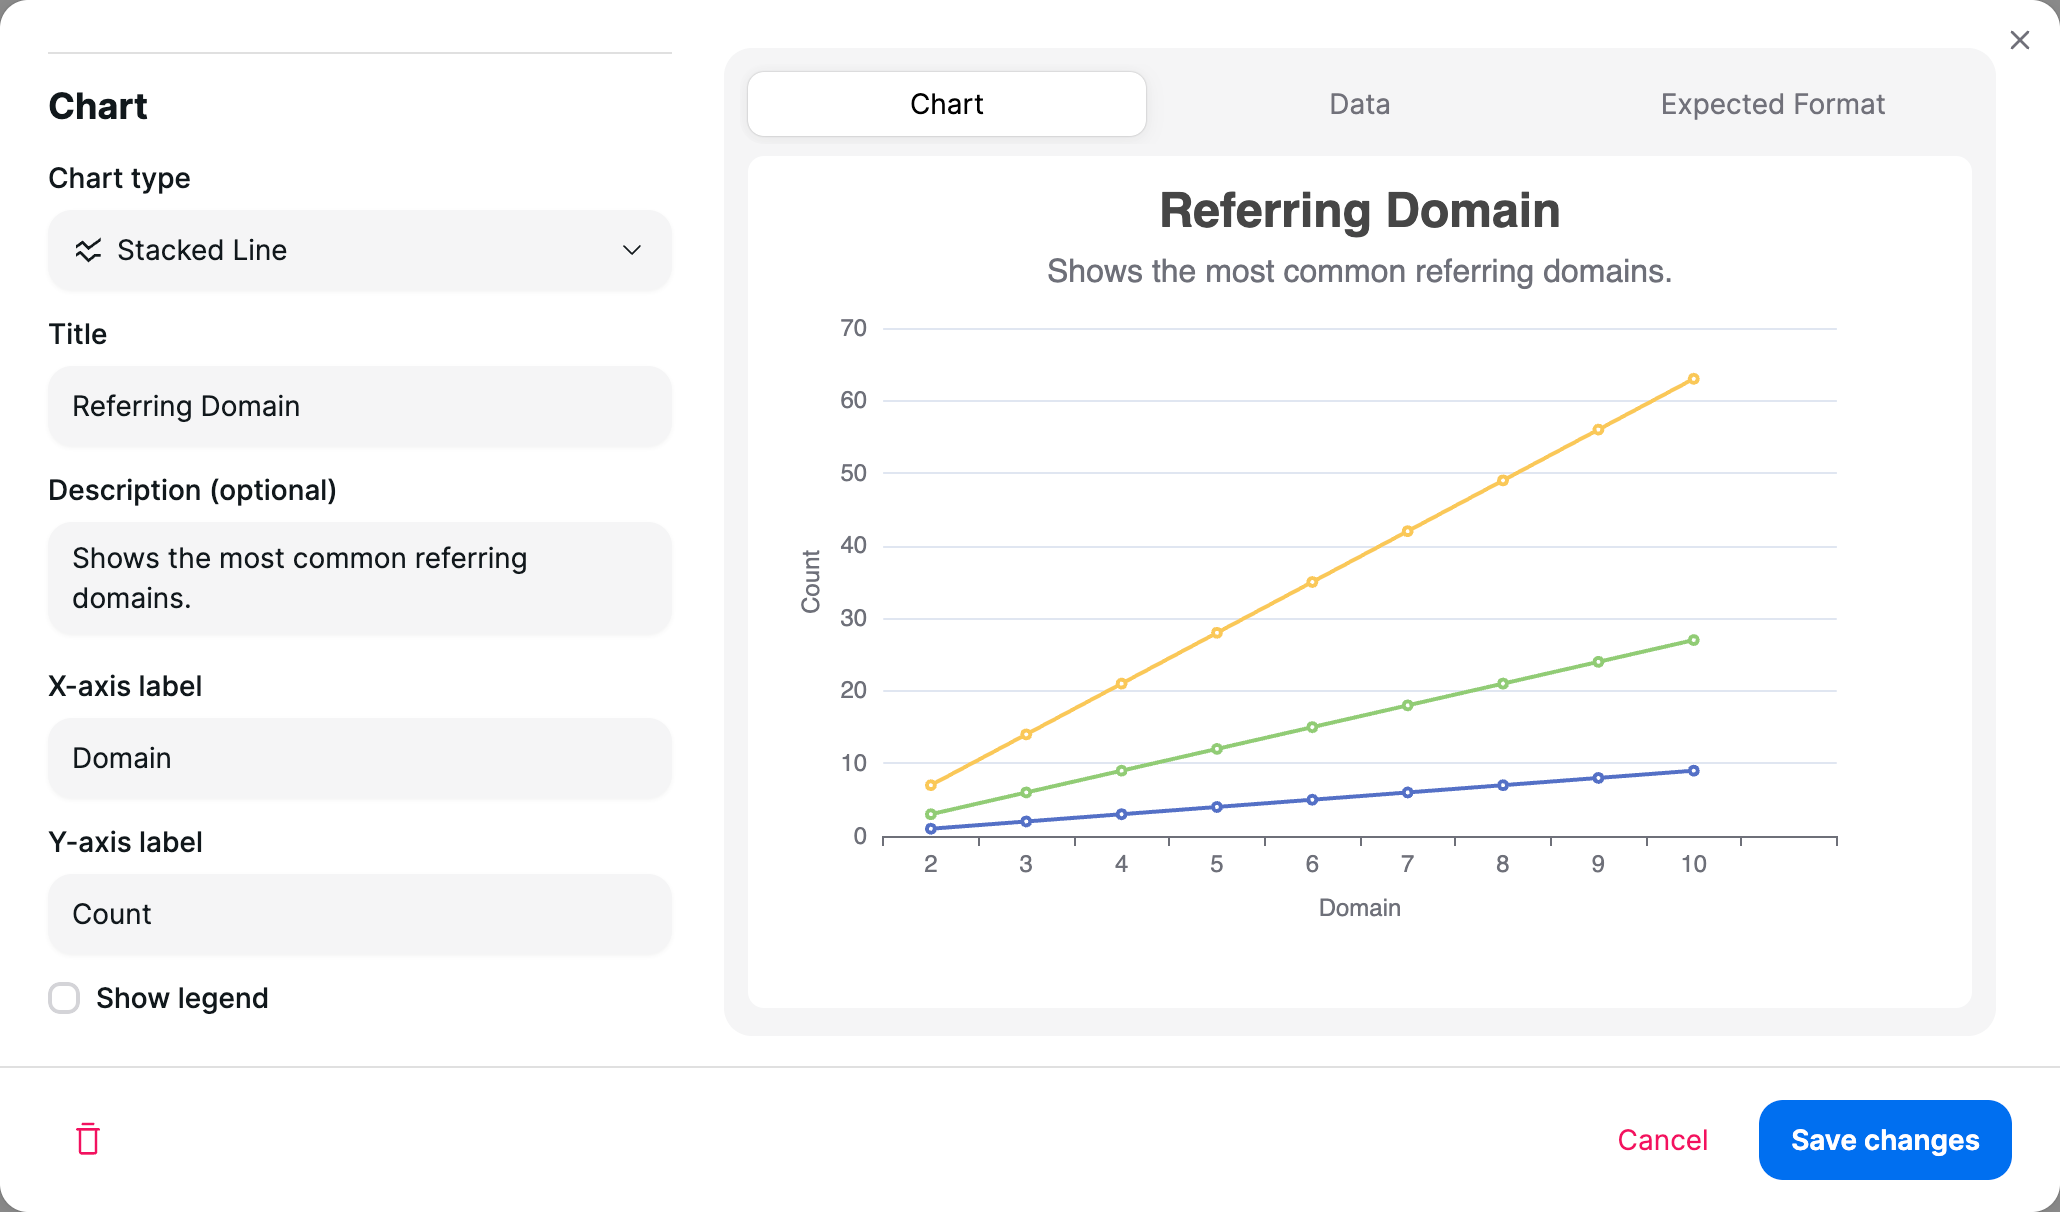 Chart
Chart type
Stacked Line
Title
Referring Domain
Description (optional)
Shows the most common referring
domains.
X-axis label
Domain
Y-axis label
Count
Show legend
Chart
Data
Expected Format
Referring Domain
Shows the most common referring domains.
70
60
50
40
30
20
10
0
Count
2 3 4 5 6 7 8 9 10
Domain
Cancel
Save changes